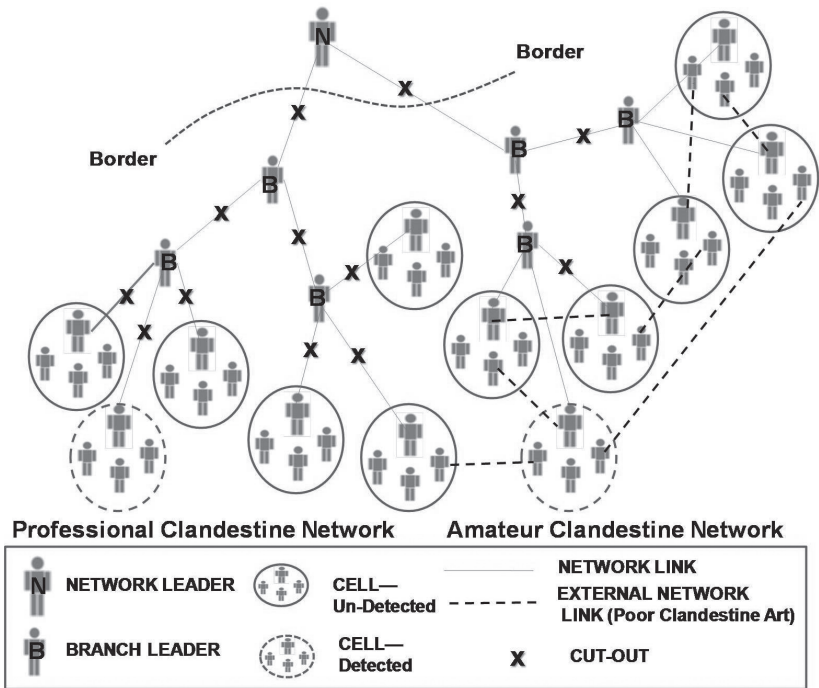 N
Border
X
X
B
X
B
Border
B
X
X
X
B
B
X
X
X
B
X
X
X
X
X
Professional Clandestine Network
Amateur Clandestine Network
N
NETWORK LEADER
CELL—
Un-Detected
NETWORK LINK
EXTERNAL NETWORK
LINK (Poor Clandestine Art)
B
BRANCH LEADER
CELL—
Detected
X
CUT-OUT